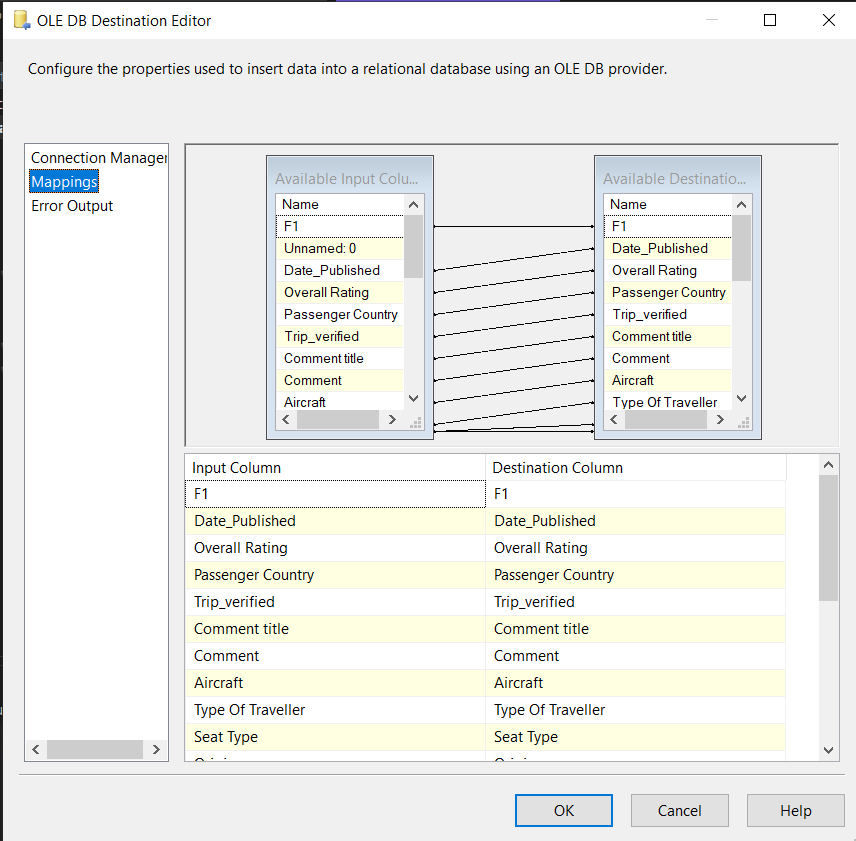 OLE DB Destination Editor
Configure the properties used to insert data into a relational database using an OLE DB provider.
Connection Manager
Mappings
Error Output
Available Input Colu...
Name
F1
Unnamed: 0
Date_Published
Overall Rating
Passenger Country
Trip_verified
Comment title
Comment
Aircraft
Available Destinatio...
Name
F1
Date_Published
Overall Rating
Passenger Country
Trip_verified
Comment title
Comment
Aircraft
Type Of Traveller
Input Column Destination Column
F1 F1
Date_Published Date_Published
Overall Rating Overall Rating
Passenger Country Passenger Country
Trip_verified Trip_verified
Comment title Comment title
Comment Comment
Aircraft Aircraft
Type Of Traveller Type Of Traveller
Seat Type Seat Type
OK Cancel Help